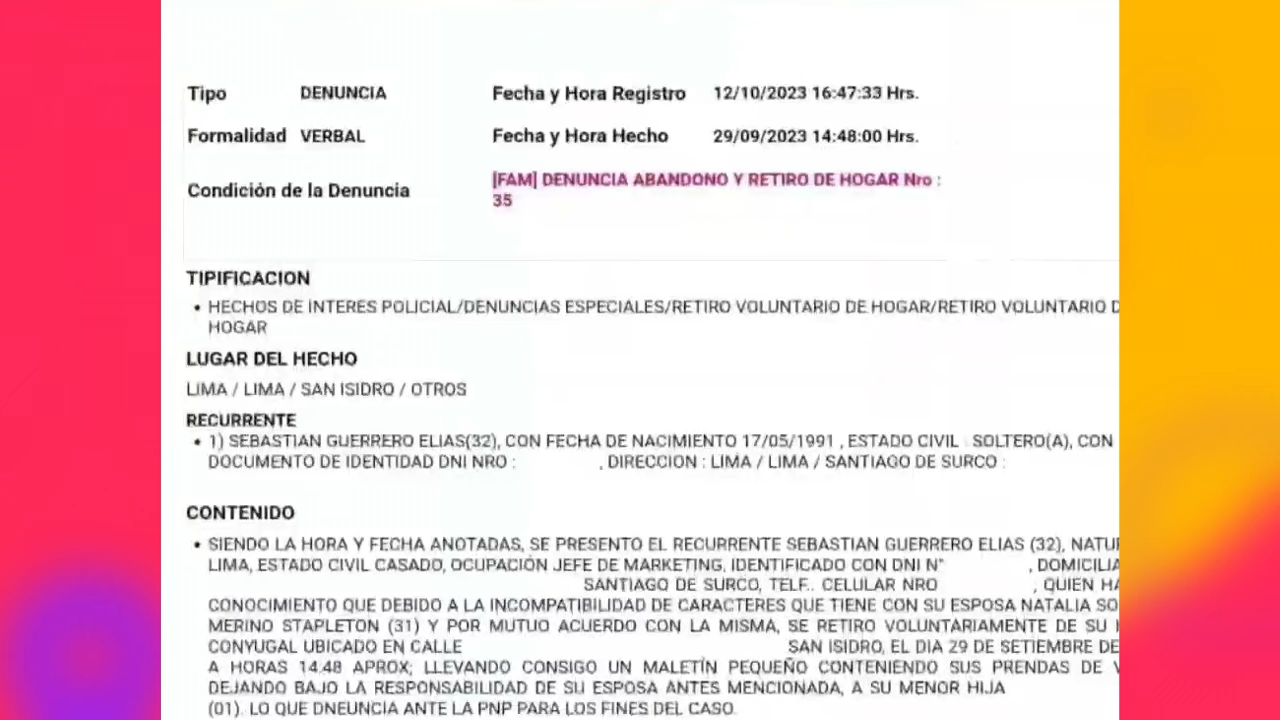 Tipo DENUNCIA Fecha y Hora Registro 12/10/2023 16:47:33 Hrs.
Formalidad VERBAL Fecha y Hora Hecho 29/09/2023 14:48:00 Hrs.
Condición de la Denuncia [FAM] DENUNCIA ABANDONO Y RETIRO DE HOGAR Nro :
35
TIPIFICACION
• HECHOS DE INTERES POLICIAL/DENUNCIAS ESPECIALES/RETIRO VOLUNTARIO DE HOGAR/RETIRO VOLUNTARIO D
HOGAR
LUGAR DEL HECHO
LIMA / LIMA / SAN ISIDRO / OTROS
RECURRENTE
• 1) SEBASTIAN GUERRERO ELIAS(32), CON FECHA DE NACIMIENTO 17/05/1991 , ESTADO CIVIL : SOLTERO(A), CON
DOCUMENTO DE IDENTIDAD DNI NRO : , DIRECCION : LIMA / LIMA / SANTIAGO DE SURCO :
CONTENIDO
• SIENDO LA HORA Y FECHA ANOTADAS, SE PRESENTO EL RECURRENTE SEBASTIAN GUERRERO ELIAS (32), NATU
LIMA, ESTADO CIVIL CASADO, OCUPACIÓN JEFE DE MARKETING, IDENTIFICADO CON DNI N° , DOMICILIA
SANTIAGO DE SURCO, TELF.. CELULAR NRO , QUIEN HA
CONOCIMIENTO QUE DEBIDO A LA INCOMPATIBILIDAD DE CARACTERES QUE TIENE CON SU ESPOSA NATALIA SO
MERINO STAPLETON (31) Y POR MUTUO ACUERDO CON LA MISMA, SE RETIRO VOLUNTARIAMENTE DE SU
CONYUGAL UBICADO EN CALLE SAN ISIDRO, EL DIA 29 DE SETIEMBRE DE
A HORAS 14.48 APROX; LLEVANDO CONSIGO UN MALETÍN PEQUEÑO CONTENIENDO SUS PRENDAS DE V
DEJANDO BAJO LA RESPONSABILIDAD DE SU ESPOSA ANTES MENCIONADA, A SU MENOR HIJA
(01). LO QUE DNEUNCIA ANTE LA PNP PARA LOS FINES DEL CASO.